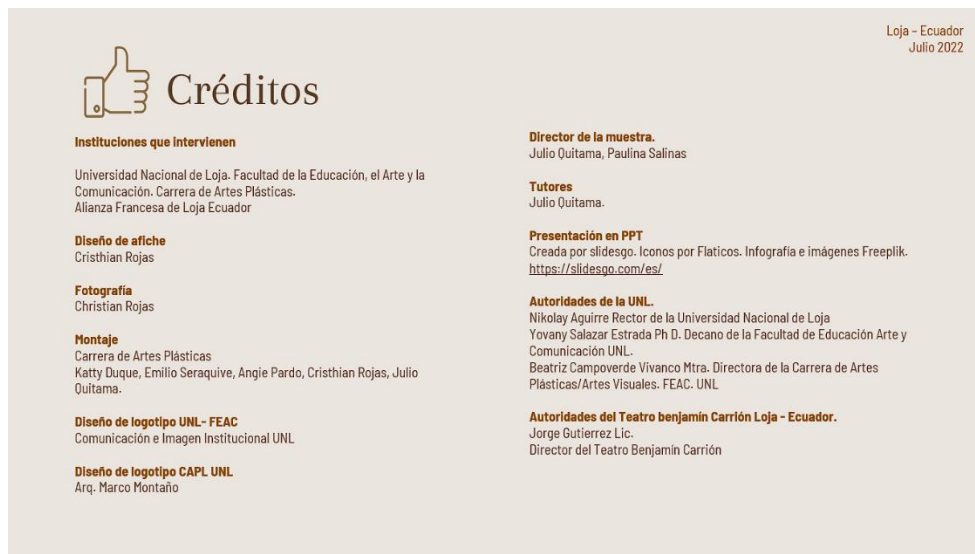 Loja – Ecuador
Julio 2022
Créditos
Instituciones que intervienen
Universidad Nacional de Loja. Facultad de la Educación, el Arte y la
Comunicación. Carrera de Artes Plásticas.
Alianza Francesa de Loja Ecuador
Diseño de afiche
Cristhian Rojas
Fotografía
Christian Rojas
Montaje
Carrera de Artes Plásticas
Katty Duque, Emilio Seraquive, Angie Pardo, Cristhian Rojas, Julio
Quitama.
Diseño de logotipo UNL- FEAC
Comunicación e Imagen Institucional UNL
Diseño de logotipo CAPL UNL
Arq. Marco Montaño
Director de la muestra.
Julio Quitama, Paulina Salinas
Tutores
Julio Quitama.
Presentación en PPT
Creada por slidesgo. Iconos por Flaticos. Infografía e imágenes Freeplik.
https://slidesgo.com/es/
Autoridades de la UNL.
Nikolay Aguirre Rector de la Universidad Nacional de Loja
Yovany Salazar Estrada Ph D. Decano de la Facultad de Educación Arte y
Comunicación UNL.
Beatriz Campoverde Vivanco Mtra. Directora de la Carrera de Artes
Plásticas/Artes Visuales. FEAC. UNL
Autoridades del Teatro benjamín Carrión Loja - Ecuador.
Jorge Gutierrez Lic.
Director del Teatro Benjamín Carrión